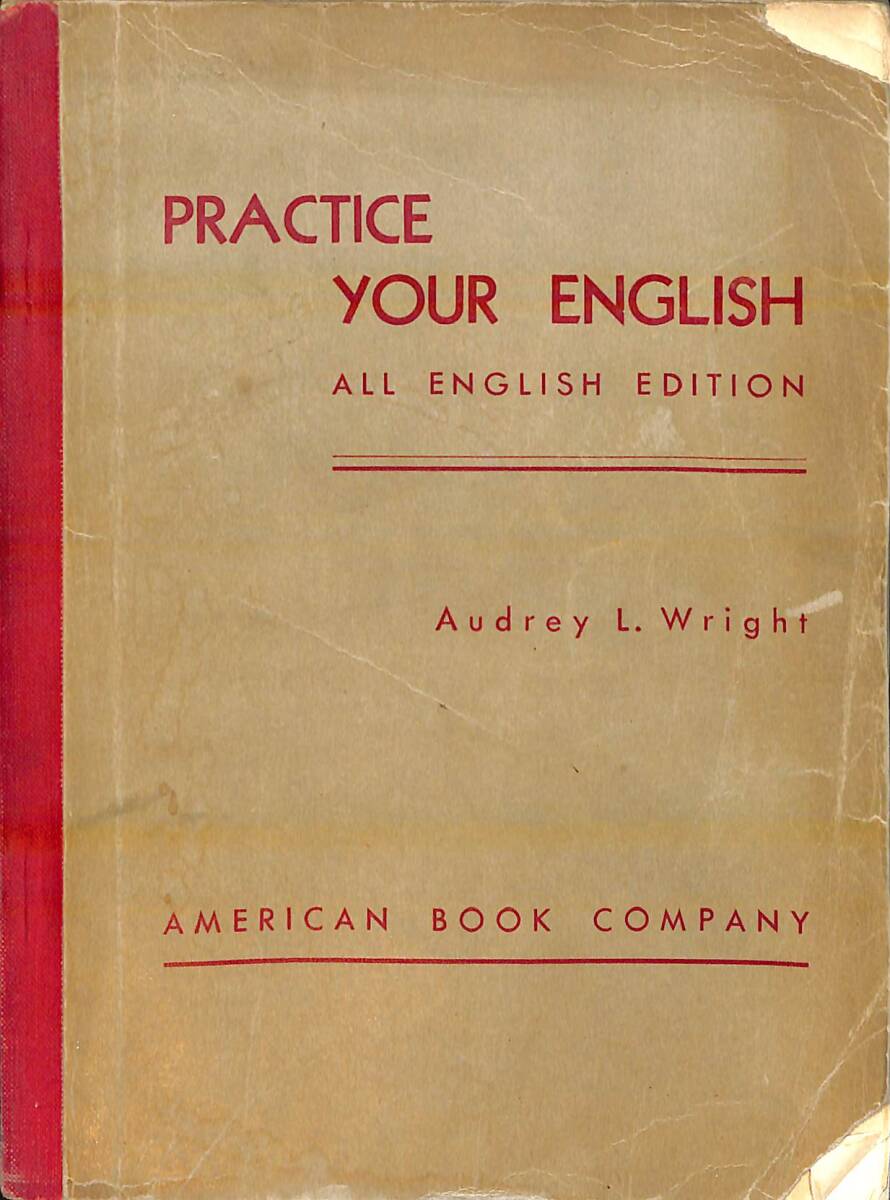 PRACTICE
YOUR ENGLISH
ALL ENGLISH EDITION
Audrey L. Wright
AMERICAN BOOK COMPANY